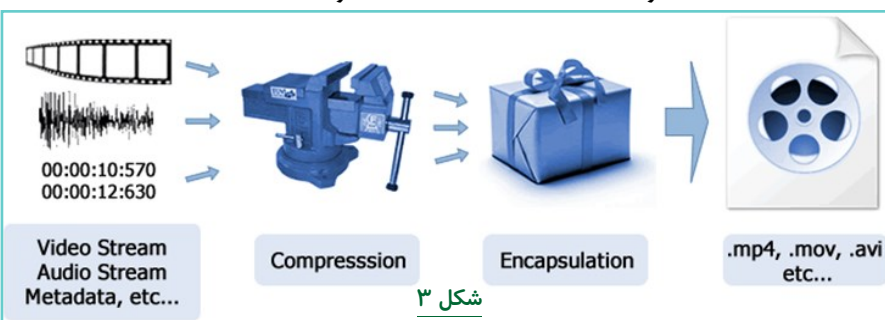 00:00:10:570
00:00:12:630
Video Stream
Audio Stream
Metadata, etc...
Compresssion
Encapsulation
.mp4, .mov, .avi
etc...
شکل ۳